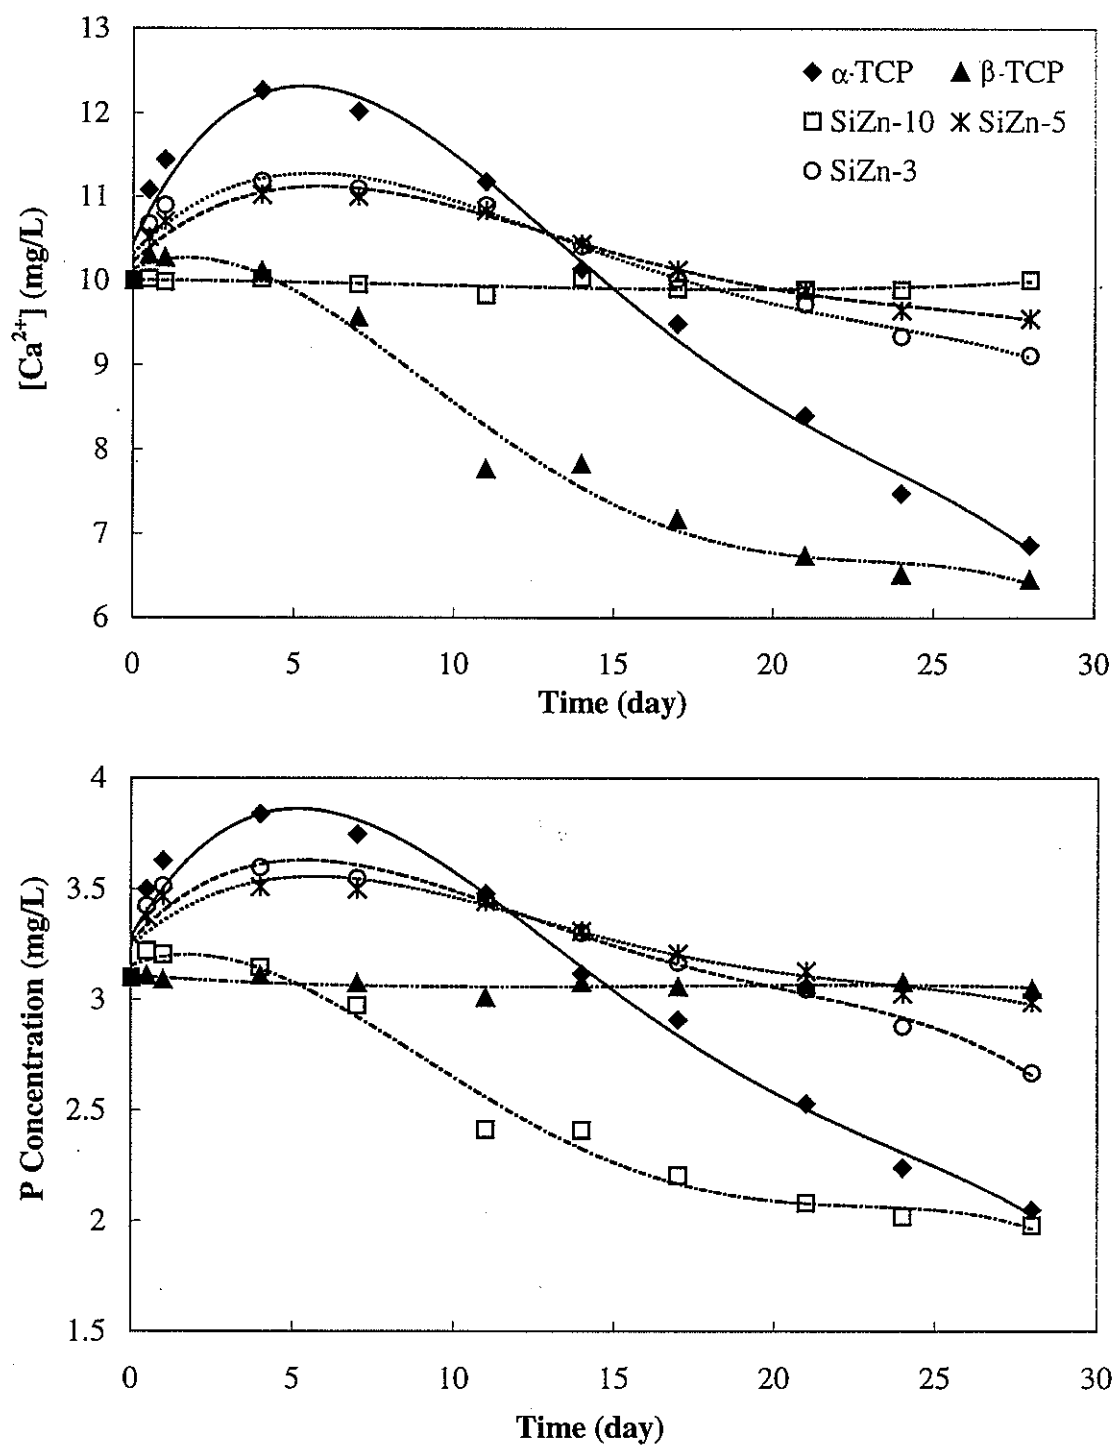 13
12
11
10
9
8
7
6
[Ca²⁺] (mg/L)
α-TCP β-TCP
SiZn-10 SiZn-5
SiZn-3
0 5 10 15 20 25 30
Time (day)
4
3.5
3
2.5
2
1.5
P Concentration (mg/L)
0 5 10 15 20 25 30
Time (day)